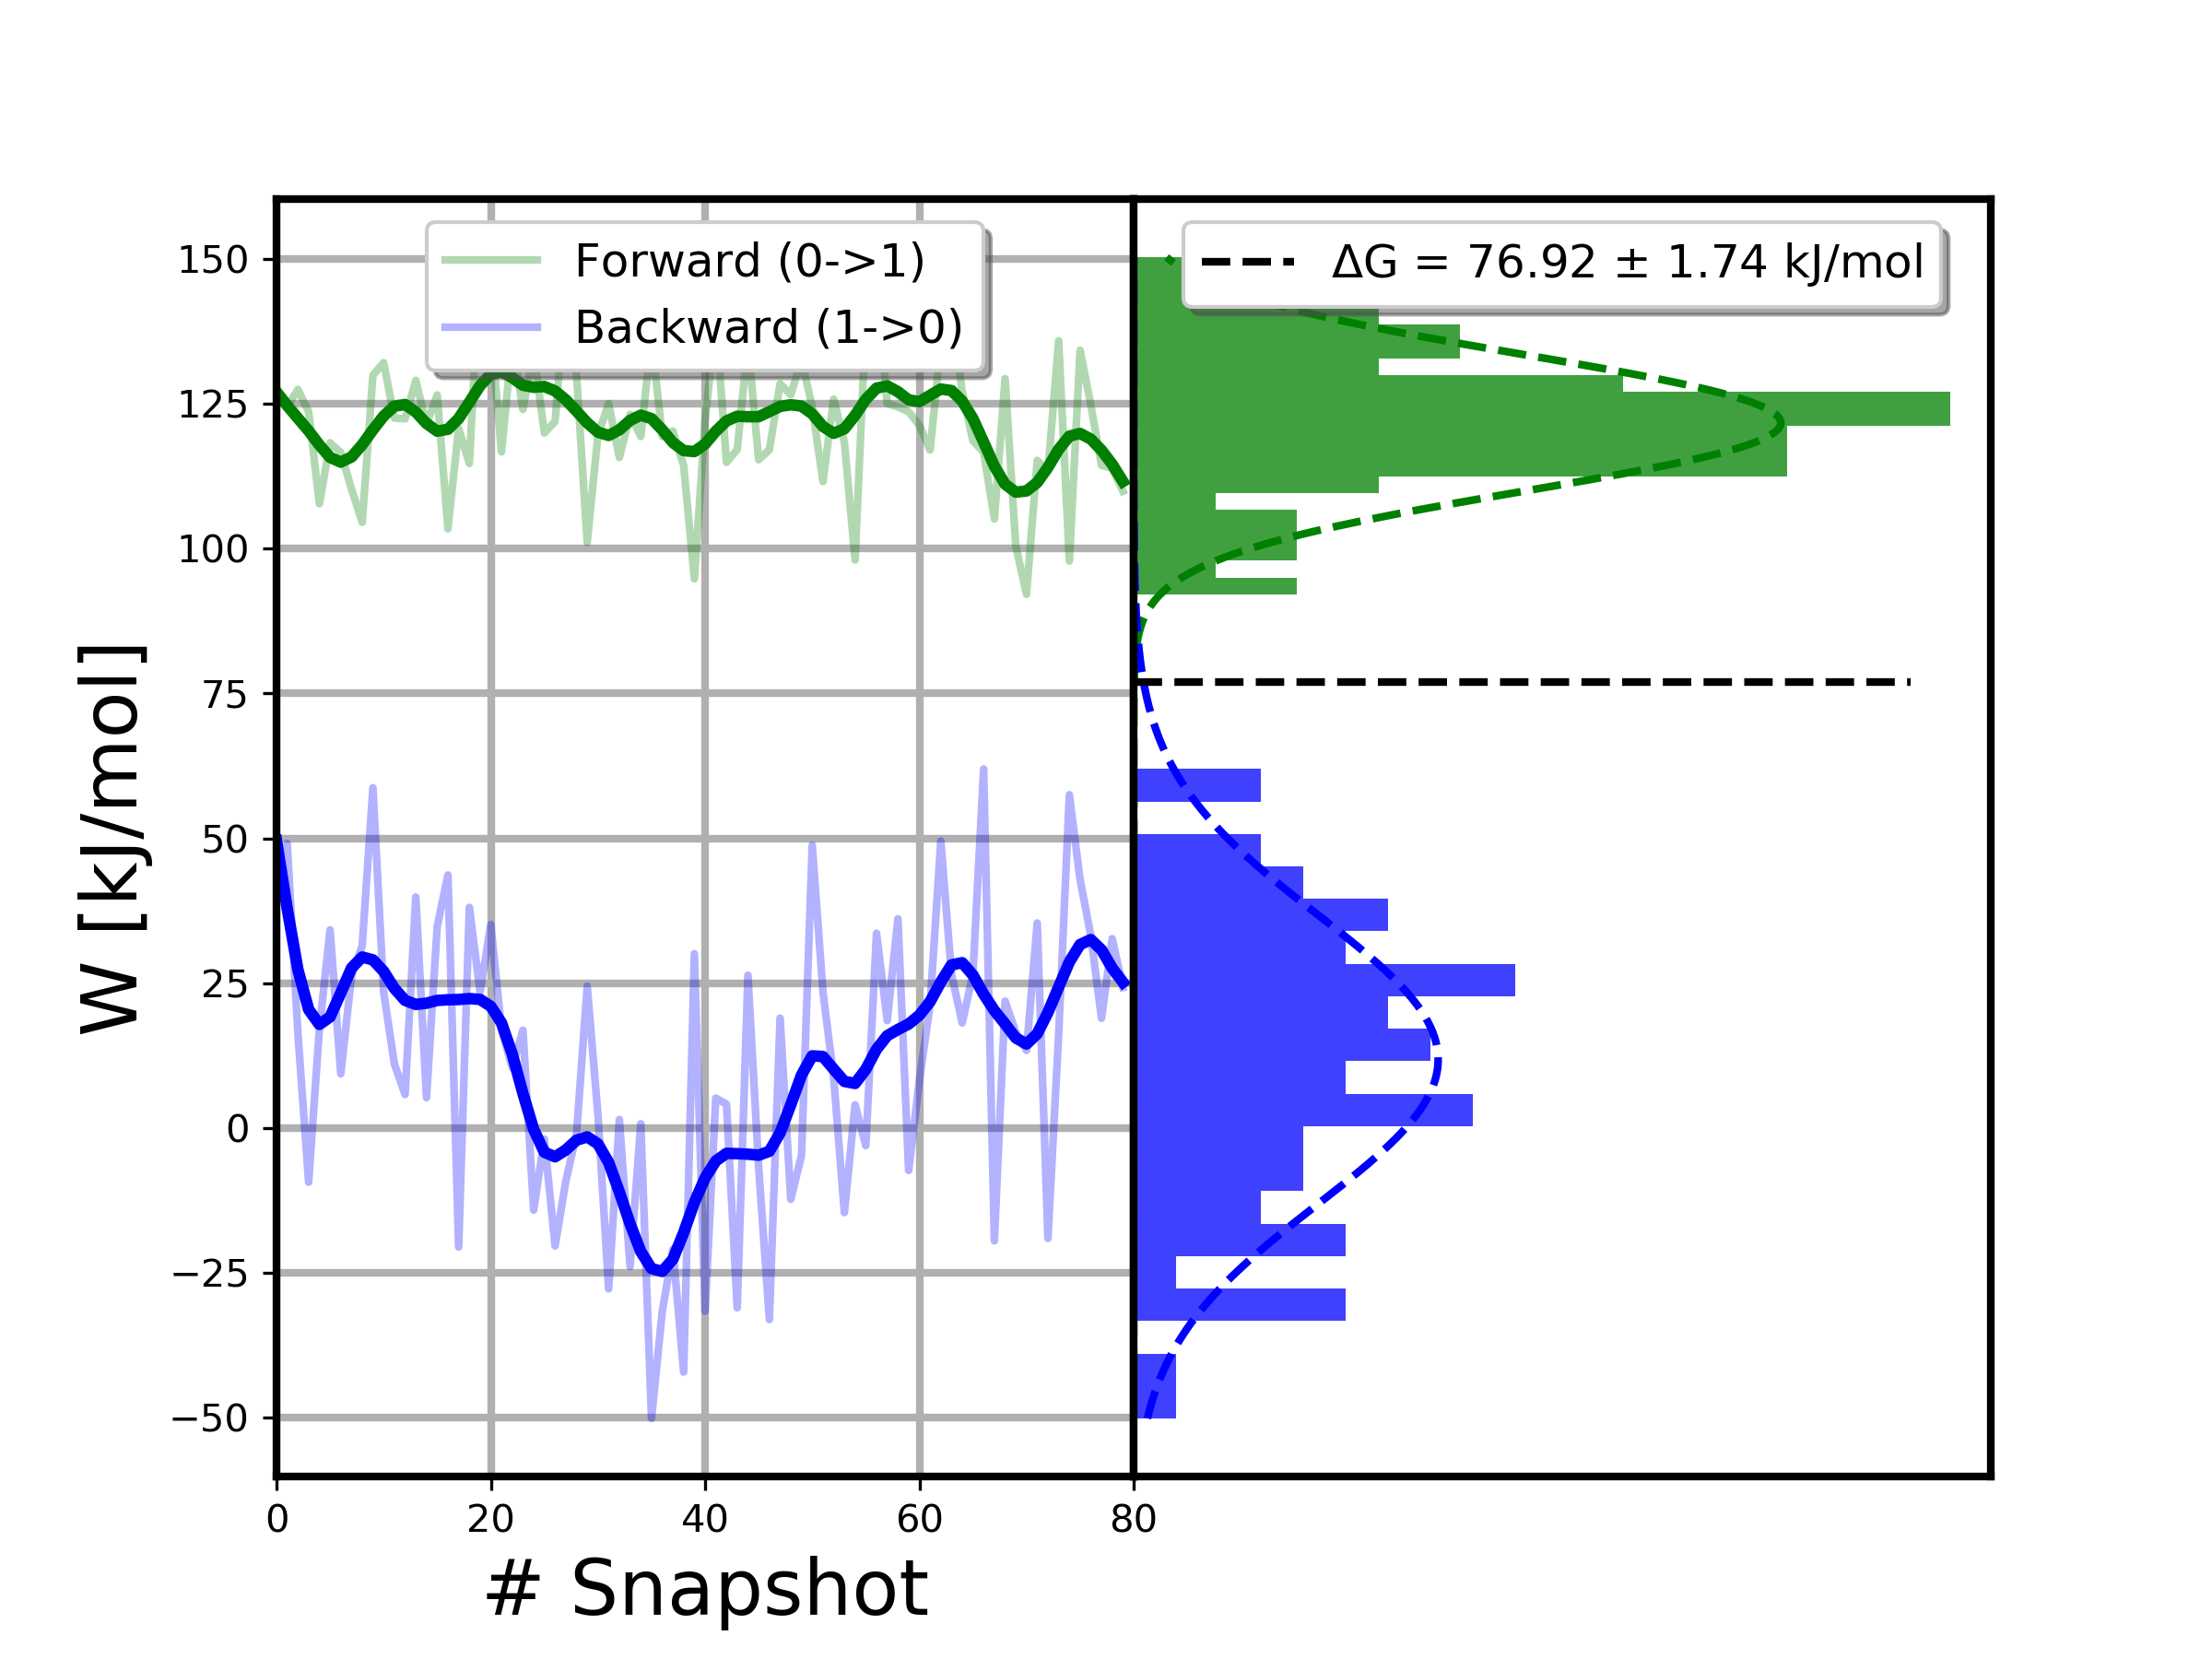 Forward (0->1)
Backward (1->0)
ΔG = 76.92 ± 1.74 kJ/mol
W [kJ/mol]
150
125
100
75
50
25
0
−25
−50
0 20 40 60 80
# Snapshot